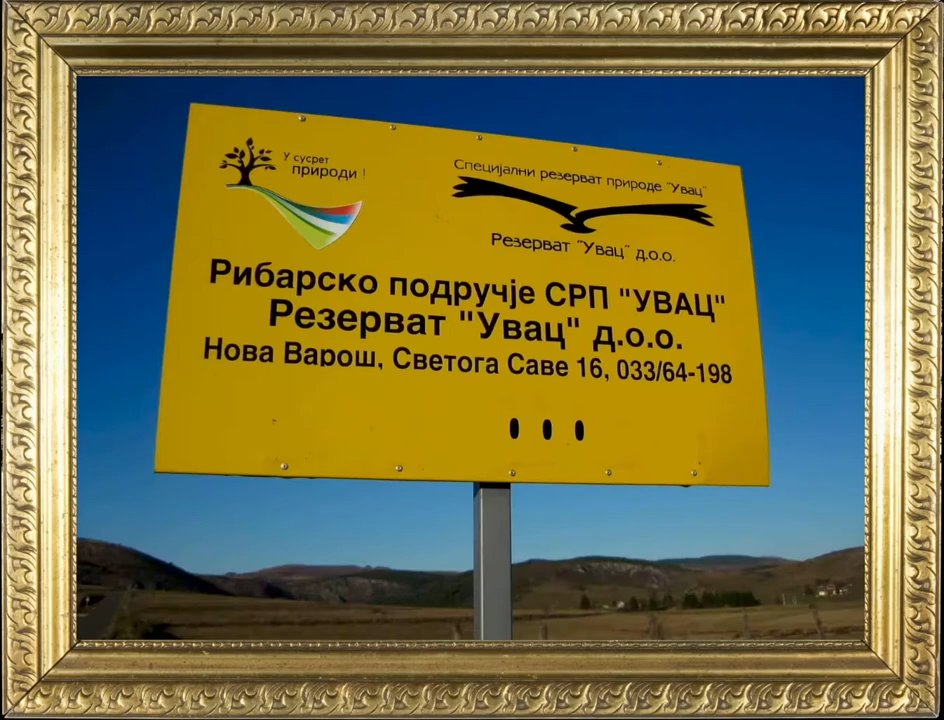 У сусрет
природи !
Специјални резерват природе "Увац"
Резерват "Увац" д.о.о.
Рибарско подручје СРП "УВАЦ"
Резерват "Увац" д.о.о.
Нова Варош, Светога Саве 16, 033/64-198